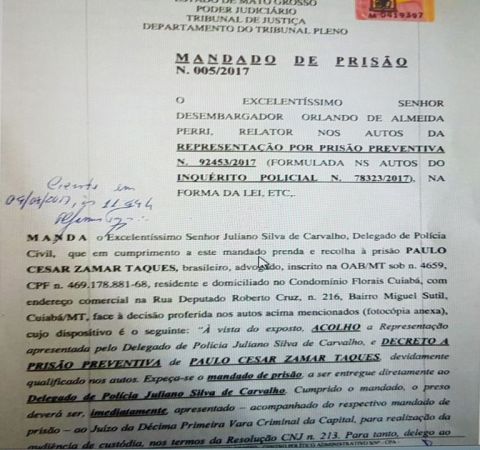 ESTADO DE MATO GROSSO
PODER JUDICIÁRIO
TRIBUNAL DE JUSTIÇA
DEPARTAMENTO DO TRIBUNAL PLENO
M 0419397
MANDADO DE PRISÃO
N. 005/2017
O EXCELENTÍSSIMO SENHOR
DESEMBARGADOR ORLANDO DE ALMEIDA
PERRI, RELATOR NOS AUTOS DA
REPRESENTAÇÃO POR PRISÃO PREVENTIVA
N. 92453/2017 (FORMULADA NS AUTOS DO
INQUÉRITO POLICIAL N. 78323/2017), NA
FORMA DA LEI, ETC,.
Ciente em
MANDA o Excelentíssimo Senhor Juliano Silva de Carvalho, Delegado de Polícia
Civil, que em cumprimento a este mandado prenda e recolha à prisão PAULO
CESAR ZAMAR TAQUES, brasileiro, advogado, inscrito na OAB/MT sob n. 4659,
CPF n. 469.178.881-68, residente e domiciliado no Condomínio Florais Cuiabá,
com endereço comercial na Rua Deputado Roberto Cruz, n. 216, Bairro Miguel Sutil,
Cuiabá/MT, face à decisão proferida nos autos acima mencionados (fotocópia anexa),
cujo dispositivo é o seguinte: "À vista do exposto, ACOLHO a Representação
apresentada pelo Delegado de Polícia Juliano Silva de Carvalho, e DECRETO A
PRISÃO PREVENTIVA de PAULO CESAR ZAMAR TAQUES, devidamente
qualificado nos autos. Expeça-se o mandado de prisão, a ser entregue diretamente ao
Delegado de Polícia Juliano Silva de Carvalho. Cumprido o mandado, o preso
deverá ser, imediatamente, apresentado – acompanhado do respectivo mandado de
prisão – ao Juízo da Décima Primeira Vara Criminal da Capital, para realização da
audiência de custódia, nos termos da Resolução CNJ n. 213. Para tanto, delego ao